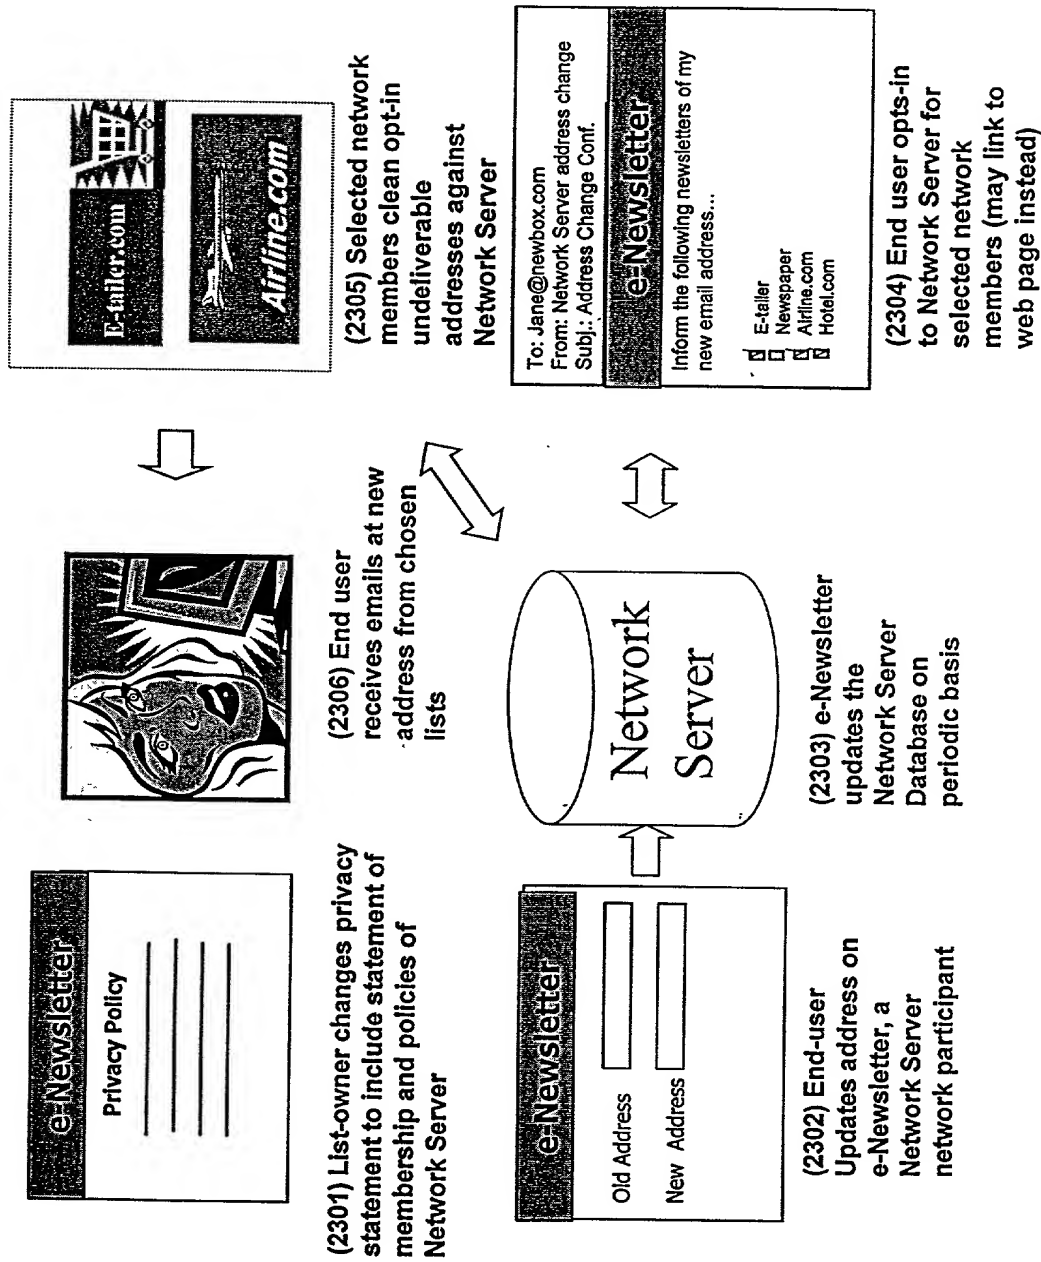 e-Newsletter
Privacy Policy
(2301) List-owner changes privacy
statement to include statement of
membership and policies of
Network Server
e-Newsletter
Old Address
New Address
(2302) End-user
Updates address on
e-Newsletter, a
Network Server
network participant
Network
Server
(2303) e-Newsletter
updates the
Network Server
Database on
periodic basis
To: Jane@newbox.com
From: Network Server address change
Subj.: Address Change Conf.
e-Newsletter
Inform the following newsletters of my
new email address...
E-tailer
Newspaper
Airline.com
Hotel.com
(2304) End user opts-in
to Network Server for
selected network
members (may link to
web page instead)
E-tailer.com
Airline.com
(2305) Selected network
members clean opt-in
undeliverable
addresses against
Network Server
(2306) End user
receives emails at new
address from chosen
lists